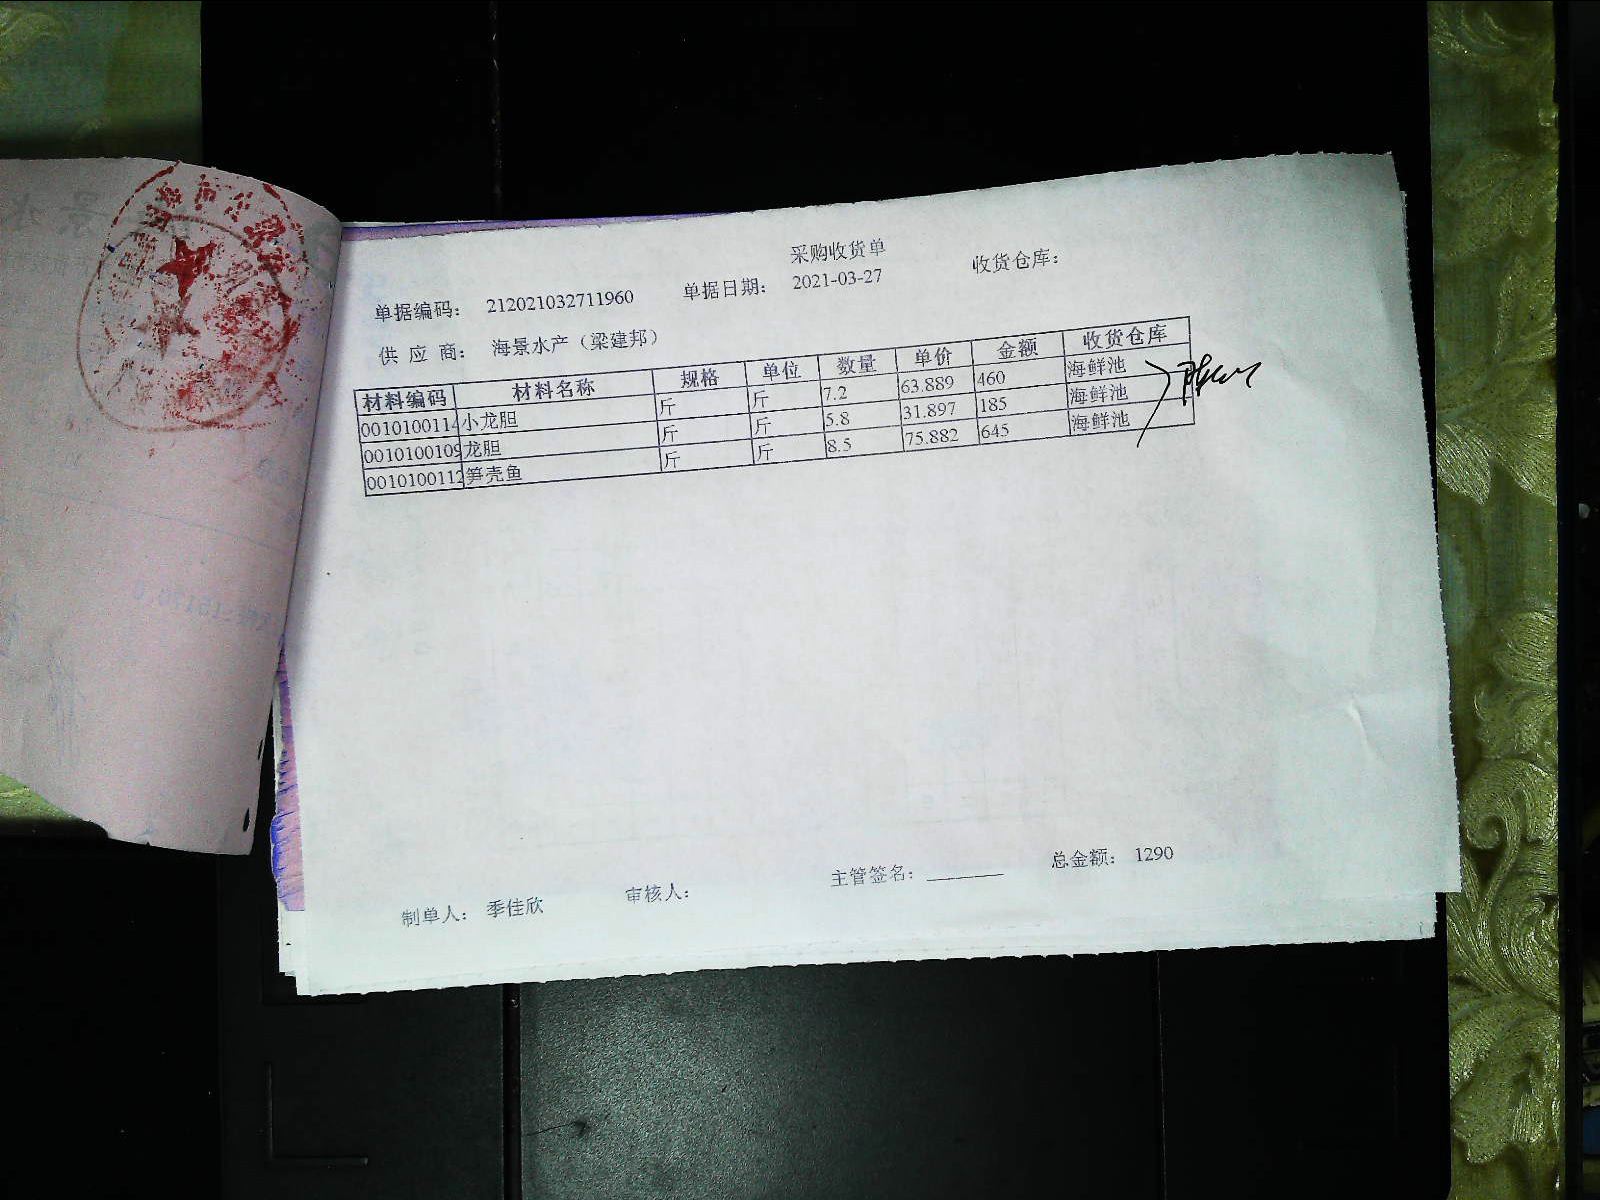 采购收货单
单据编码： 212021032711960 单据日期： 2021-03-27 收货仓库：
供 应 商： 海景水产（梁建邦）
材料编码 材料名称 规格 单位 数量 单价 金额 收货仓库
0010100114 小龙胆 斤 斤 7.2 63.889 460 海鲜池
0010100109 龙胆 斤 斤 5.8 31.897 185 海鲜池
0010100112 笋壳鱼 斤 斤 8.5 75.882 645 海鲜池
制单人： 季佳欣 审核人： 主管签名： 总金额： 1290